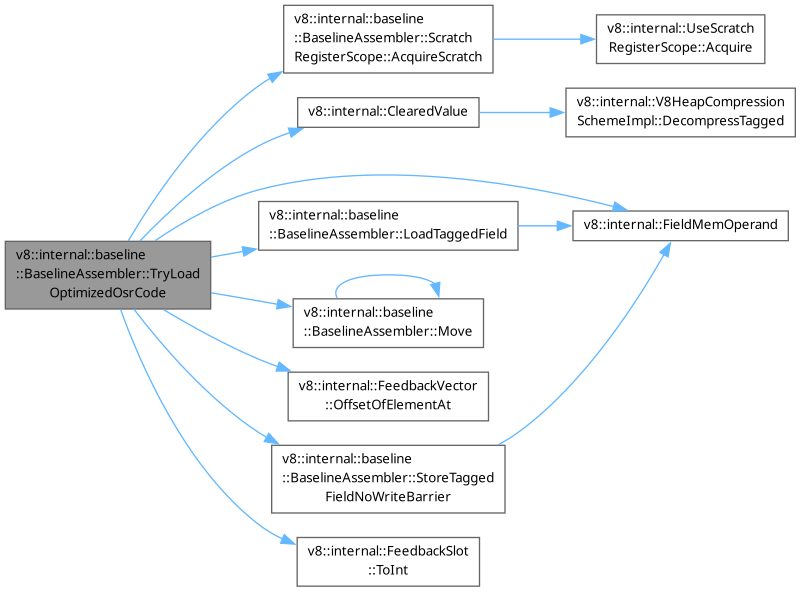 v8::internal::baseline
::BaselineAssembler::TryLoad
OptimizedOsrCode
v8::internal::baseline
::BaselineAssembler::Scratch
RegisterScope::AcquireScratch
v8::internal::UseScratch
RegisterScope::Acquire
v8::internal::ClearedValue
v8::internal::V8HeapCompression
SchemeImpl::DecompressTagged
v8::internal::baseline
::BaselineAssembler::LoadTaggedField
v8::internal::FieldMemOperand
v8::internal::baseline
::BaselineAssembler::Move
v8::internal::FeedbackVector
::OffsetOfElementAt
v8::internal::baseline
::BaselineAssembler::StoreTagged
FieldNoWriteBarrier
v8::internal::FeedbackSlot
::ToInt